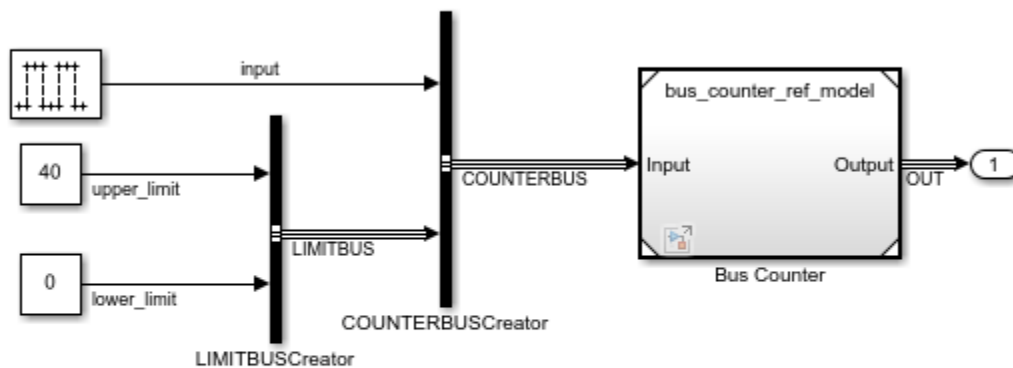 input
bus_counter_ref_model
40
upper_limit
Input
Output
1
COUNTERBUS
OUT
LIMITBUS
0
lower_limit
Bus Counter
COUNTERBUSCreator
LIMITBUSCreator